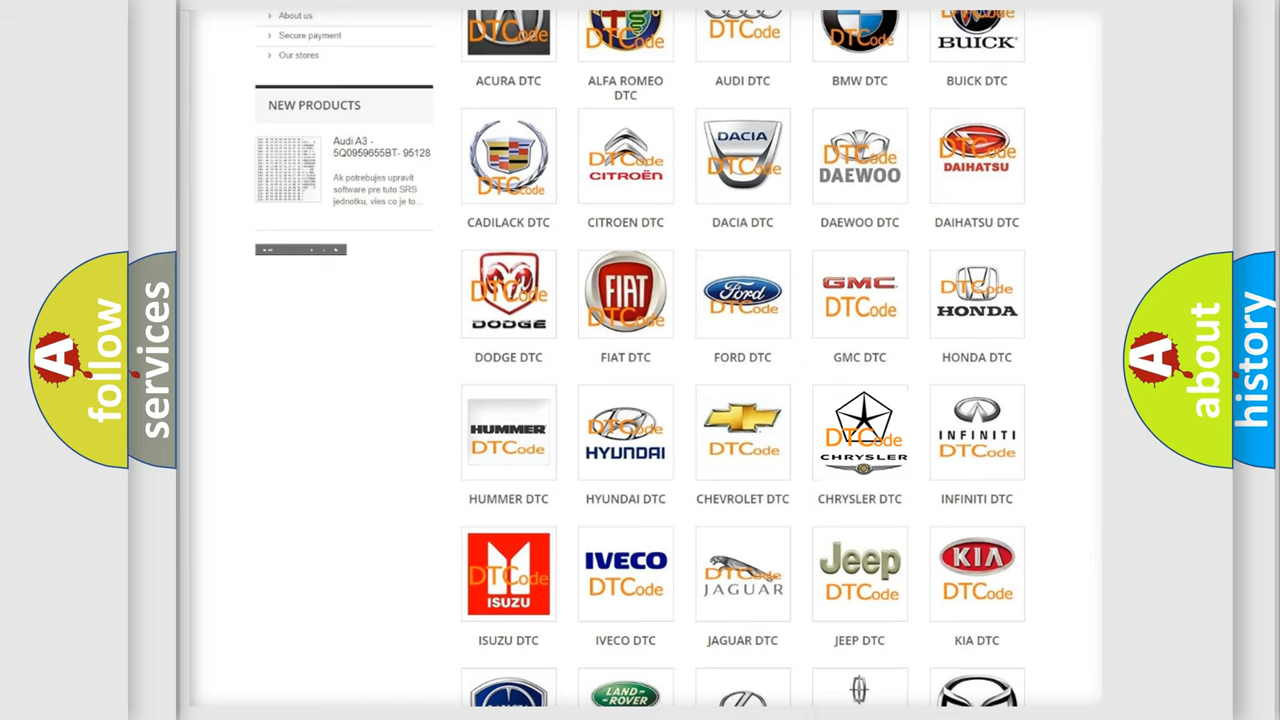 About us
Secure payment
Our stores
NEW PRODUCTS
Audi A3 -
5Q0959655BT- 95128
Ak potrebujes upravit
software pre tuto SRS
jednotku, vies co je to...
DTCode DTCode DTCode DTCode BUICK
ACURA DTC
ALFA ROMEO
DTC
AUDI DTC
BMW DTC
BUICK DTC
DTCode
DTCode
CITROËN
DACIA
DTCode
DTCode
DAEWOO
DTCode
DAIHATSU
CADILACK DTC
CITROEN DTC
DACIA DTC
DAEWOO DTC
DAIHATSU DTC
DTCode
DODGE
FIAT
DTCode
Ford
DTCode
GMC
DTCode
DTCode
HONDA
DODGE DTC
FIAT DTC
FORD DTC
GMC DTC
HONDA DTC
HUMMER
DTCode
DTCode
HYUNDAI
DTCode
DTCode
CHRYSLER
INFINITI
DTCode
HUMMER DTC
HYUNDAI DTC
CHEVROLET DTC
CHRYSLER DTC
INFINITI DTC
DTCode
ISUZU
IVECO
DTCode
DTCode
JAGUAR
Jeep
DTCode
KIA
DTCode
ISUZU DTC
IVECO DTC
JAGUAR DTC
JEEP DTC
KIA DTC
LAND-
ROVER
A follow
services
A about
history